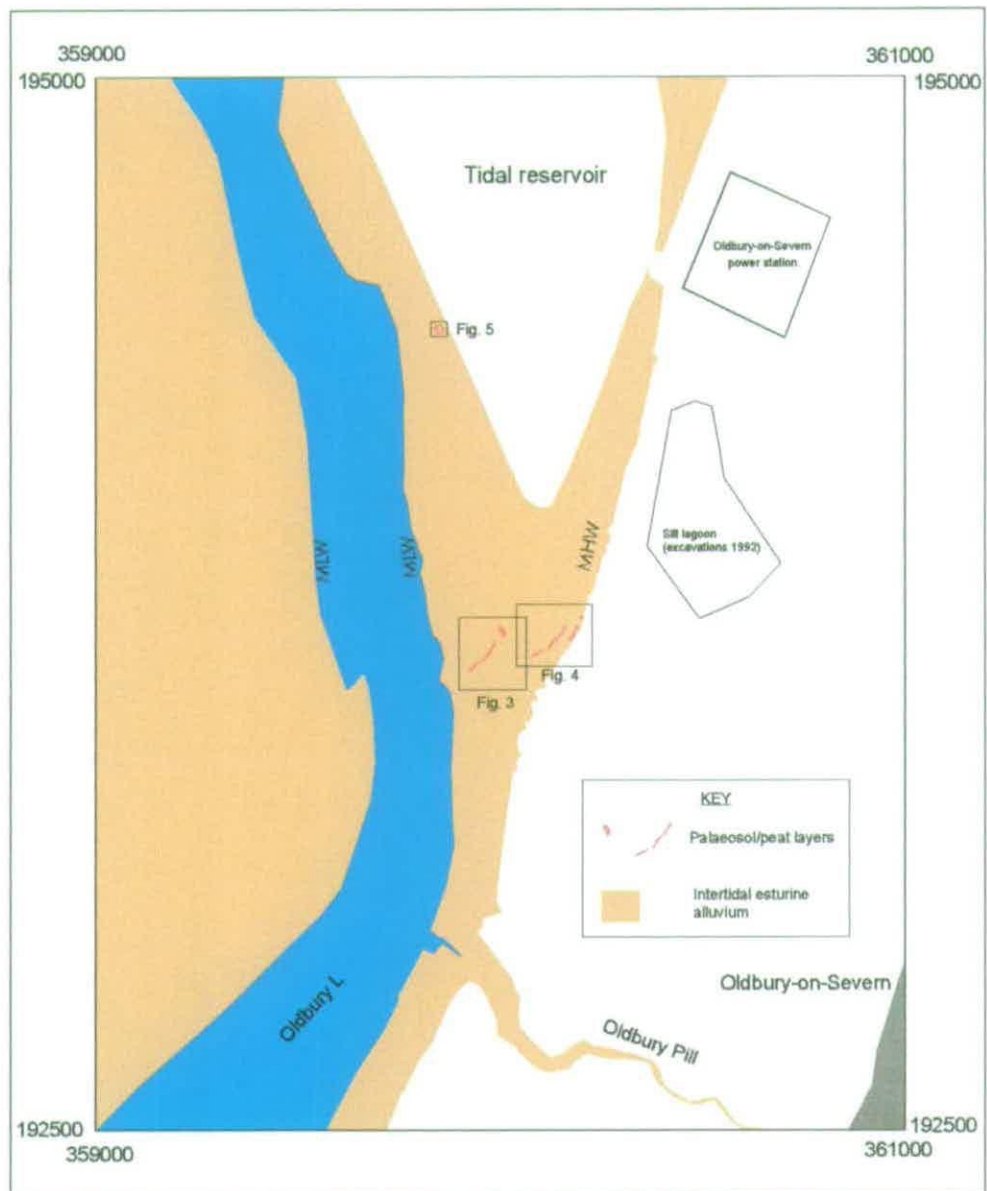 359000
361000
195000
195000
Tidal reservoir
Oldbury-on-Severn
power station
Fig. 5
MLW
MLW
MHW
Silt lagoon
(excavations 1992)
Fig. 4
Fig. 3
KEY
Palaeosol/peat layers
Intertidal esturine
alluvium
Oldbury-on-Severn
Oldbury L
Oldbury Pill
192500
192500
359000
361000